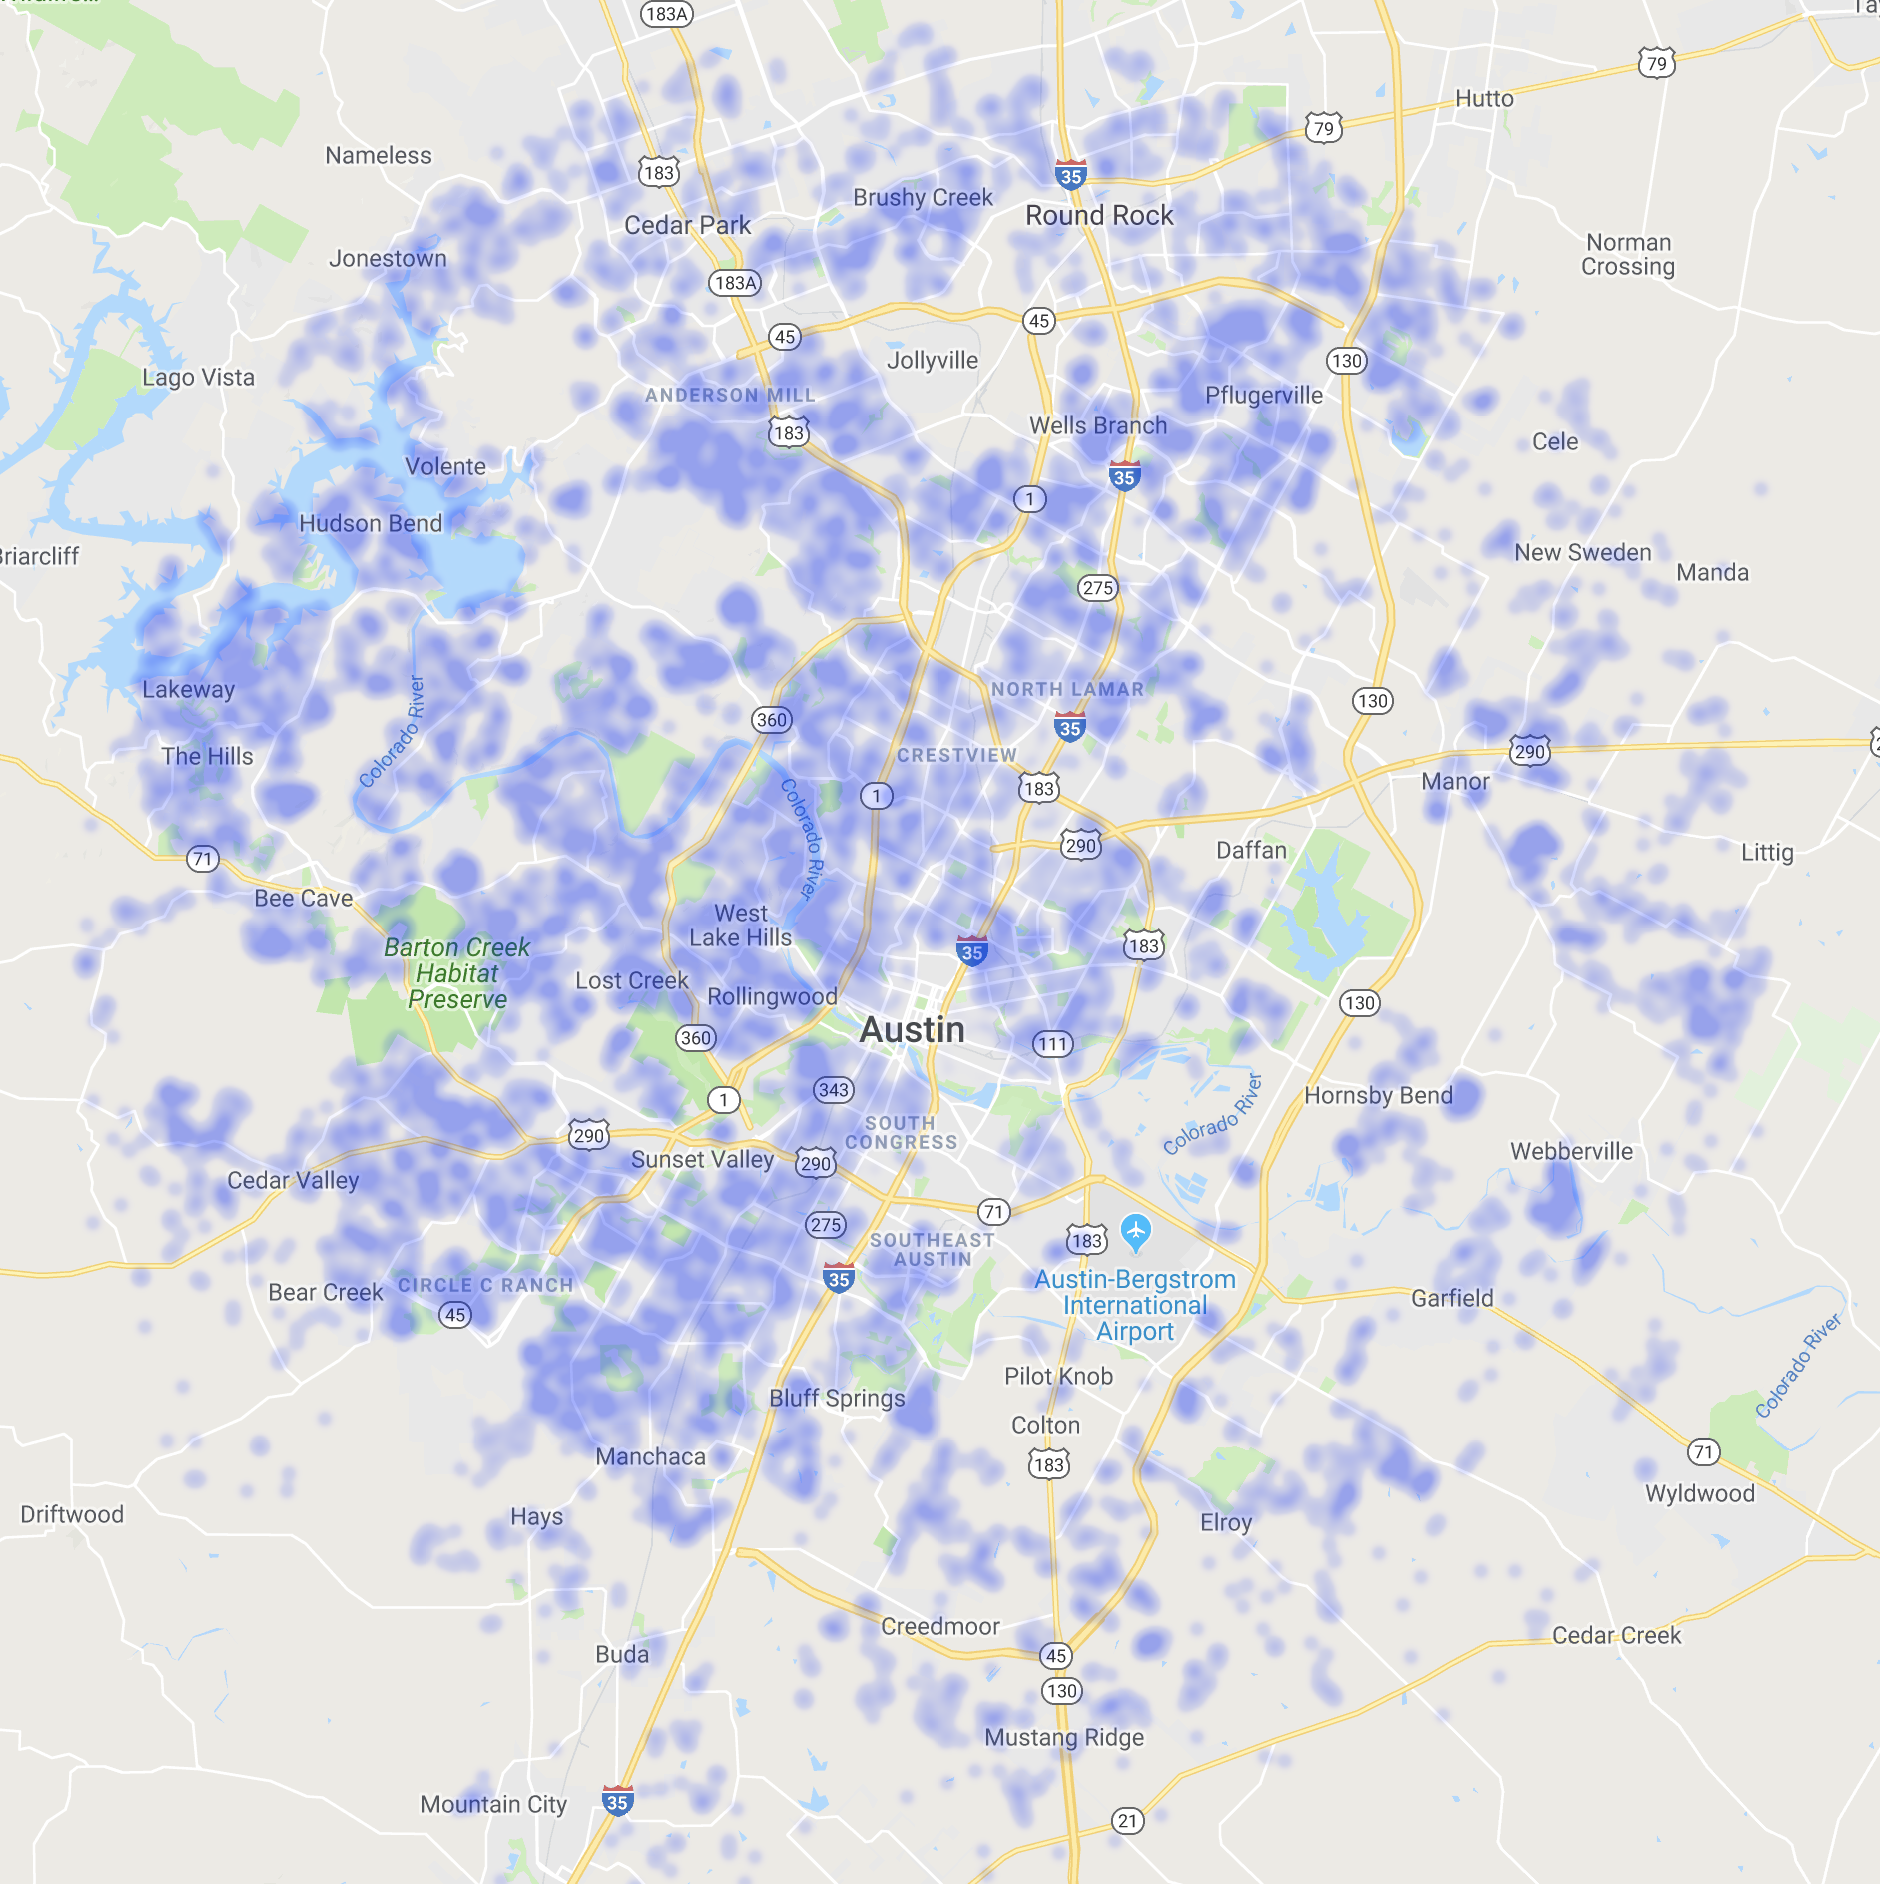 183A
79
Hutto
79
Nameless
183
35
Brushy Creek
Cedar Park
Round Rock
Norman
Crossing
Jonestown
183A
45
45
Jollyville
130
Lago Vista
ANDERSON MILL
Pflugerville
183
Wells Branch
Cele
Volente
35
1
Hudson Bend
New Sweden
Briarcliff
Manda
275
Lakeway
NORTH LAMAR
Colorado River
130
360
35
The Hills
CRESTVIEW
290
Manor
183
1
Colorado River
290
Daffan
Littig
71
Bee Cave
West
Lake Hills
Barton Creek
Habitat
Preserve
183
35
Lost Creek
Rollingwood
130
Austin
360
111
343
Hornsby Bend
1
Colorado River
SOUTH
CONGRESS
290
Sunset Valley
290
Webberville
Cedar Valley
71
275
183
SOUTHEAST
AUSTIN
35
Austin-Bergstrom
International
Airport
Bear Creek
CIRCLE C RANCH
45
Garfield
Colorado River
Pilot Knob
Bluff Springs
Colton
Manchaca
183
71
Wyldwood
Driftwood
Hays
Elroy
Creedmoor
Cedar Creek
Buda
45
130
Mustang Ridge
Mountain City
35
21